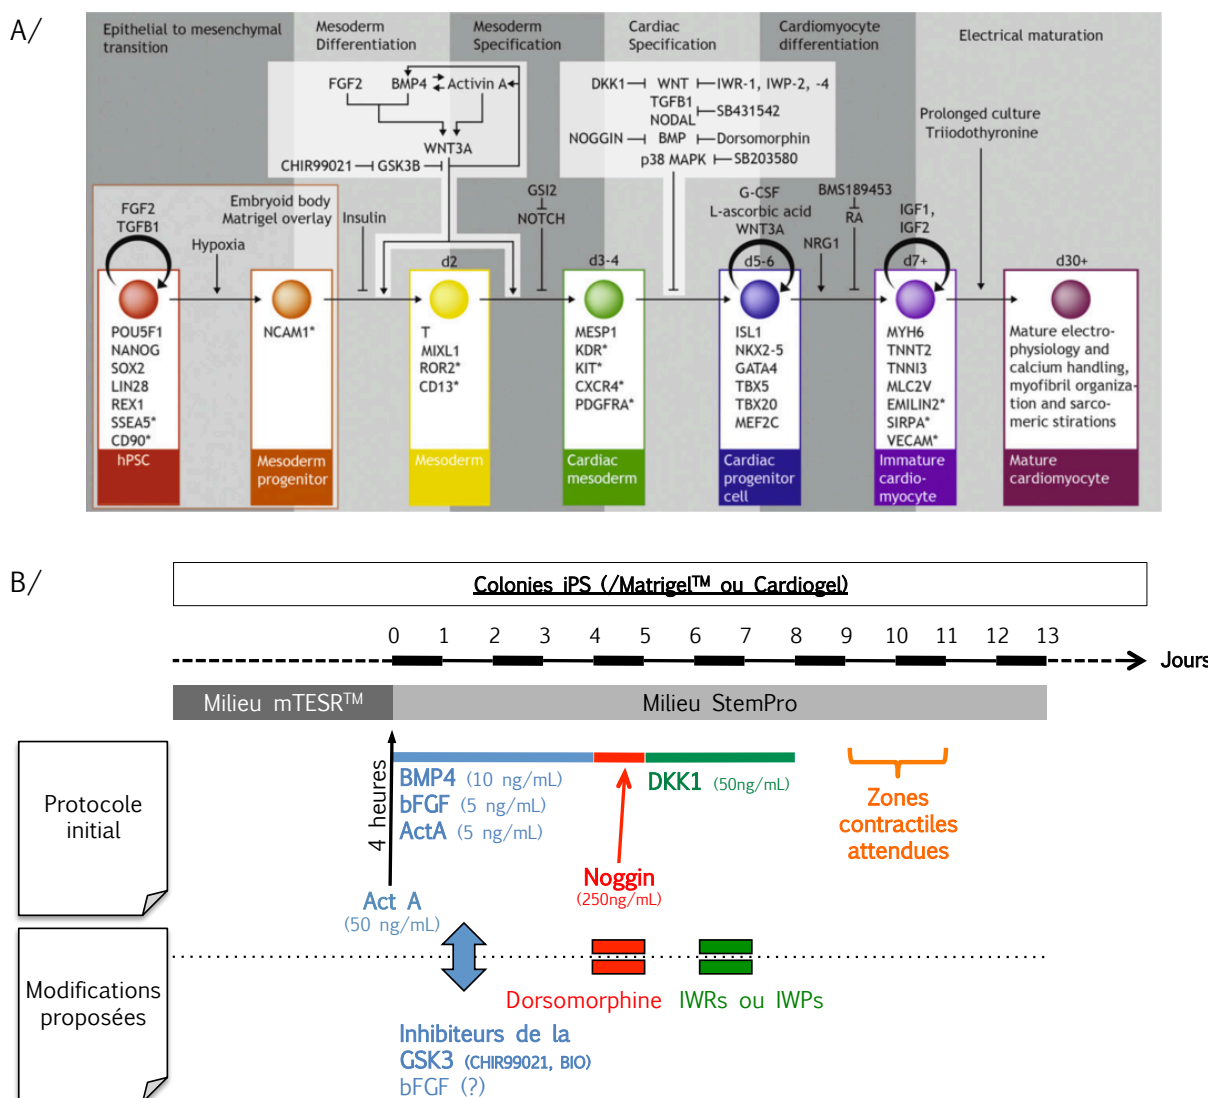 A/
Epithelial to mesenchymal
transition
Mesoderm
Differentiation
Mesoderm
Specification
Cardiac
Specification
Cardiomyocyte
differentiation
Electrical maturation
FGF2
BMP4
Activin A
WNT3A
CHIR99021
GSK3B
DKK1
WNT
IWR-1, IWP-2, -4
TGFB1
NODAL
SB431542
NOGGIN
BMP
Dorsomorphin
p38 MAPK
SB203580
Prolonged culture
Triiodothyronine
FGF2
TGFB1
Hypoxia
Embryoid body
Matrigel overlay
Insulin
GSI2
NOTCH
G-CSF
L-ascorbic acid
WNT3A
NRG1
BMS189453
RA
IGF1,
IGF2
d2
d3-4
d5-6
d7+
d30+
POU5F1
NANOG
SOX2
LIN28
REX1
SSEA5*
CD90*
hPSC
NCAM1*
Mesoderm
progenitor
T
MIXL1
ROR2*
CD13*
Mesoderm
MESP1
KDR*
KIT*
CXCR4*
PDGFRA*
Cardiac
mesoderm
ISL1
NKX2-5
GATA4
TBX5
TBX20
MEF2C
Cardiac
progenitor
cell
MYH6
TNNT2
TNNI3
MLC2V
EMILIN2*
SIRPA*
VECAM*
Immature
cardio-
myocyte
Mature electro-
physiology and
calcium handling,
myofibril organiza-
tion and sarco-
meric stirations
Mature
cardiomyocyte
B/
Colonies iPS (/Matrigel™ ou Cardiogel)
0 1 2 3 4 5 6 7 8 9 10 11 12 13
Jours
Milieu mTESR™
Milieu StemPro
Protocole
initial
4 heures
Act A
(50 ng/mL)
BMP4 (10 ng/mL)
bFGF (5 ng/mL)
ActA (5 ng/mL)
Noggin
(250ng/mL)
DKK1 (50ng/mL)
Zones
contractiles
attendues
Modifications
proposées
Inhibiteurs de la
GSK3 (CHIR99021, BIO)
bFGF (?)
Dorsomorphine
IWRs ou IWPs